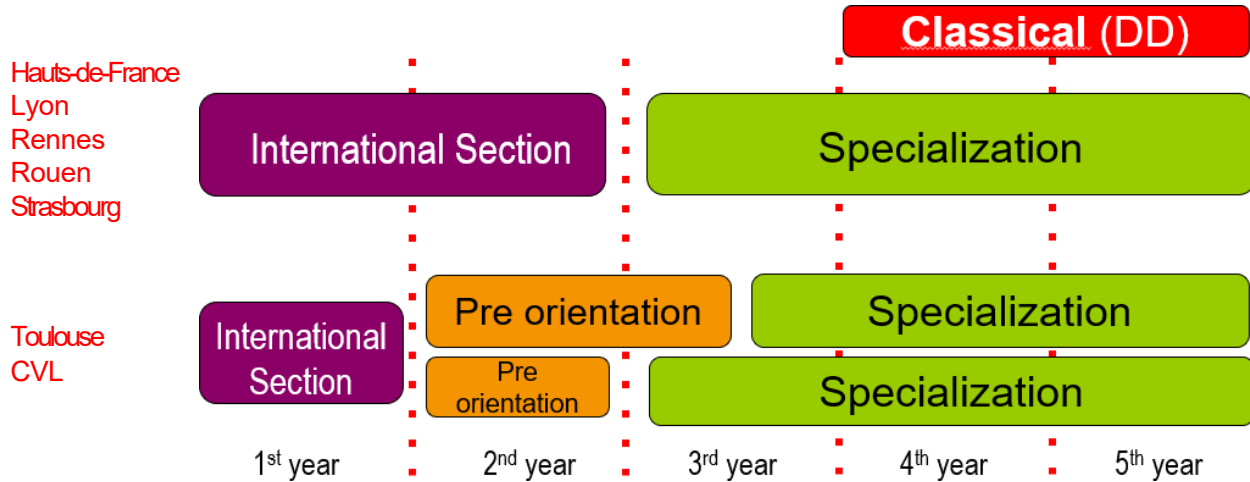 Classical (DD)
Hauts-de-France
Lyon
Rennes
Rouen
Strasbourg
International Section
Specialization
Toulouse
CVL
International
Section
Pre orientation
Specialization
Pre
orientation
Specialization
1st year
2nd year
3rd year
4th year
5th year